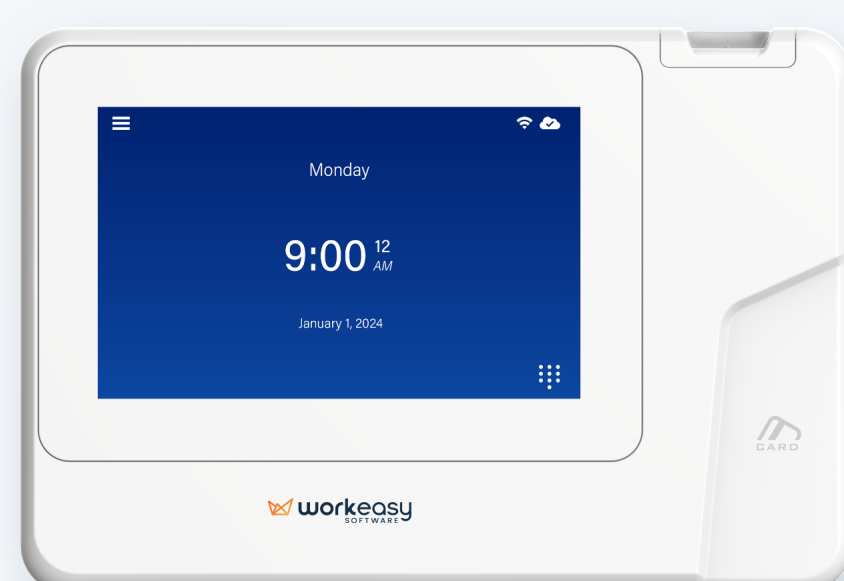 Monday
9:00 12 AM
January 1, 2024
CARD
workeasy
SOFTWARE